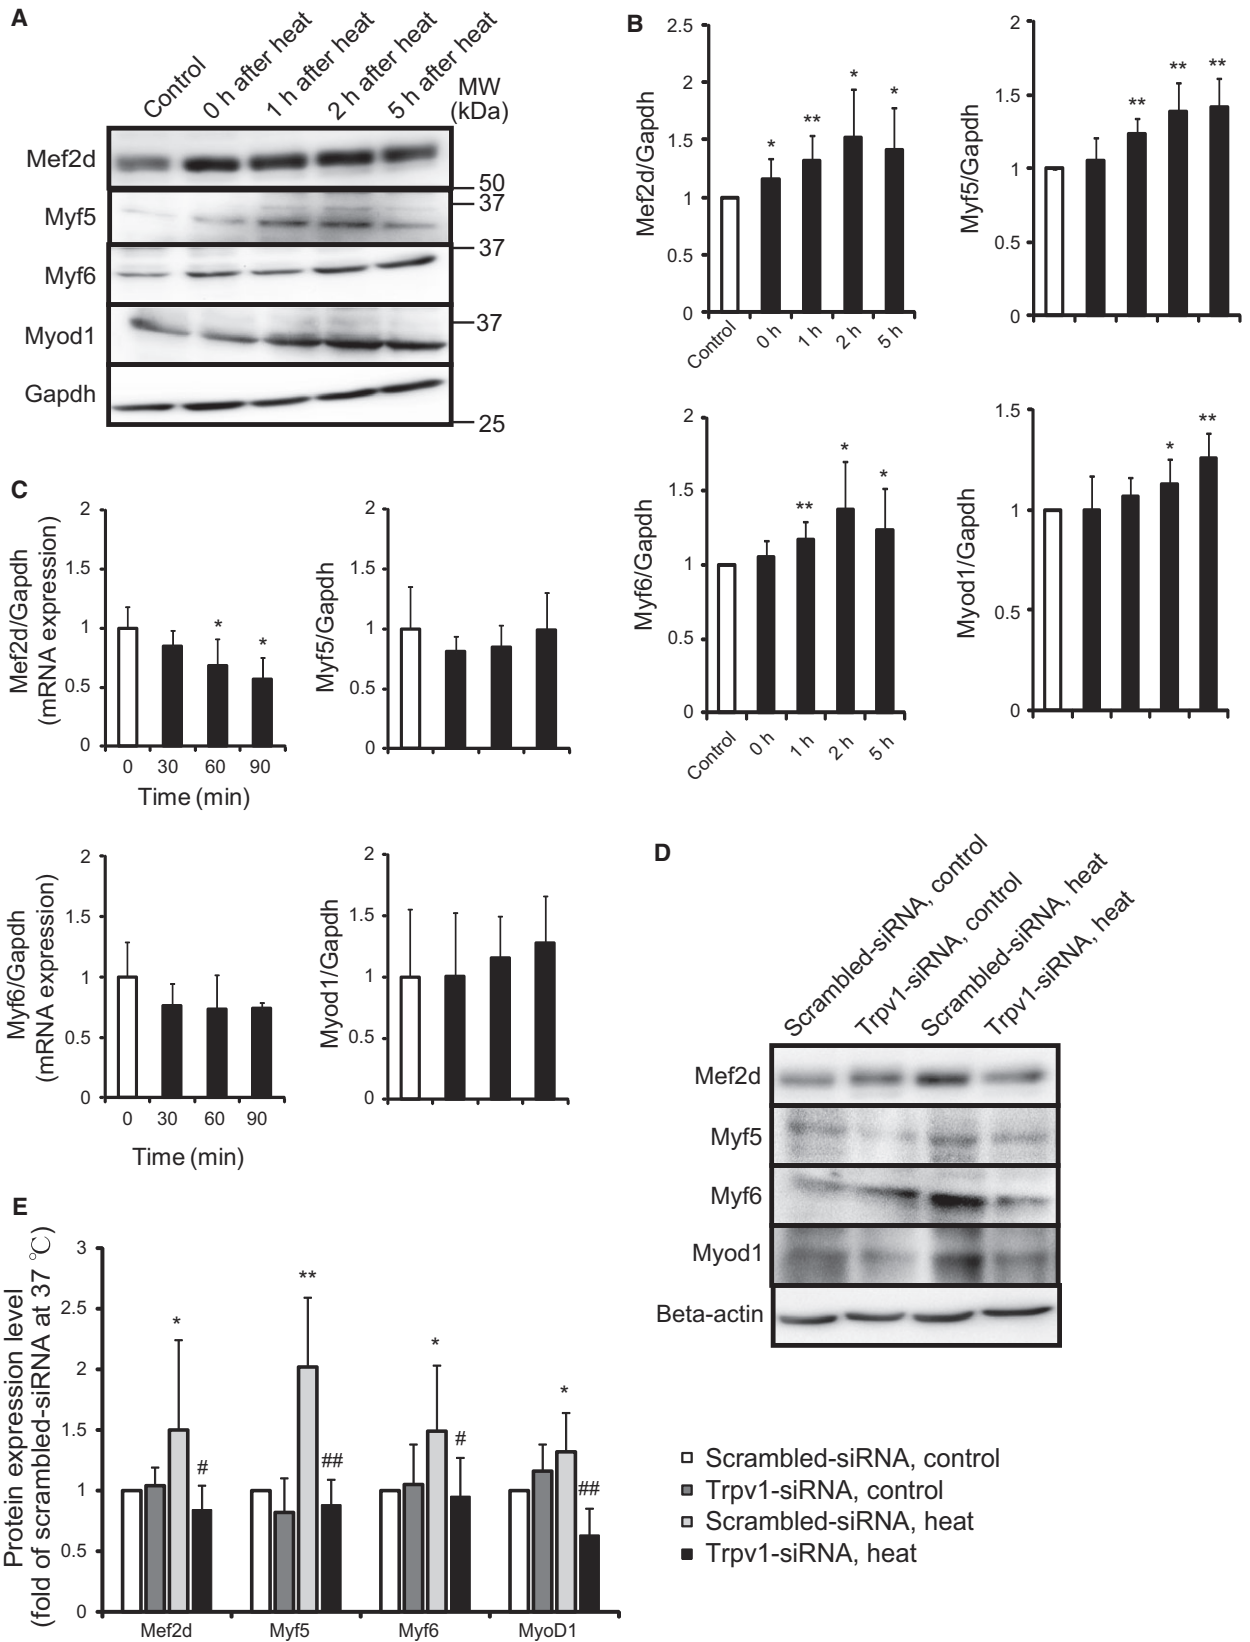 A
Control
0 h after heat
1 h after heat
2 h after heat
5 h after heat
MW
(kDa)
Mef2d
Myf5
Myf6
Myod1
Gapdh
50
37
37
37
25
B
Mef2d/Gapdh
2.5
2
1.5
1
0.5
0
*
**
*
*
Control
0 h
1 h
2 h
5 h
Myf5/Gapdh
2
1.5
1
0.5
0
**
**
**
Myf6/Gapdh
2
1.5
1
0.5
0
**
*
*
Control
0 h
1 h
2 h
5 h
Myod1/Gapdh
1.5
1
0.5
0
*
**
C
Mef2d/Gapdh
(mRNA expression)
2
1.5
1
0.5
0
*
*
0 30 60 90
Time (min)
Myf5/Gapdh
2
1.5
1
0.5
0
Myf6/Gapdh
(mRNA expression)
2
1.5
1
0.5
0
0 30 60 90
Time (min)
Myod1/Gapdh
2
1.5
1
0.5
0
D
Scrambled-siRNA, control
Trpv1-siRNA, control
Scrambled-siRNA, heat
Trpv1-siRNA, heat
Mef2d
Myf5
Myf6
Myod1
Beta-actin
E
Protein expression level
(fold of scrambled-siRNA at 37 ℃)
3
2.5
2
1.5
1
0.5
0
*
#
**
##
*
#
*
##
Mef2d Myf5 Myf6 MyoD1
Scrambled-siRNA, control
Trpv1-siRNA, control
Scrambled-siRNA, heat
Trpv1-siRNA, heat